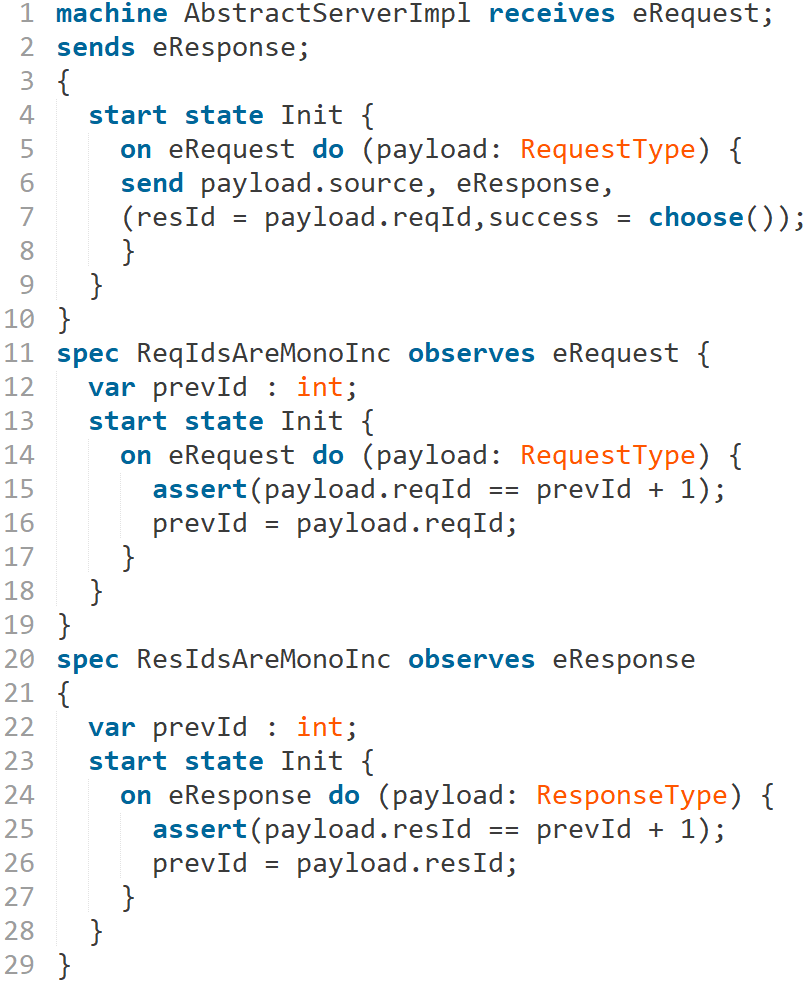 1 machine AbstractServerImpl receives eRequest;
2 sends eResponse;
3 {
4   start state Init {
5     on eRequest do (payload: RequestType) {
6     send payload.source, eResponse,
7     (resId = payload.reqId,success = choose());
8     }
9   }
10 }
11 spec ReqIdsAreMonoInc observes eRequest {
12   var prevId : int;
13   start state Init {
14     on eRequest do (payload: RequestType) {
15       assert(payload.reqId == prevId + 1);
16       prevId = payload.reqId;
17     }
18   }
19 }
20 spec ResIdsAreMonoInc observes eResponse
21 {
22   var prevId : int;
23   start state Init {
24     on eResponse do (payload: ResponseType) {
25       assert(payload.resId == prevId + 1);
26       prevId = payload.resId;
27     }
28   }
29 }